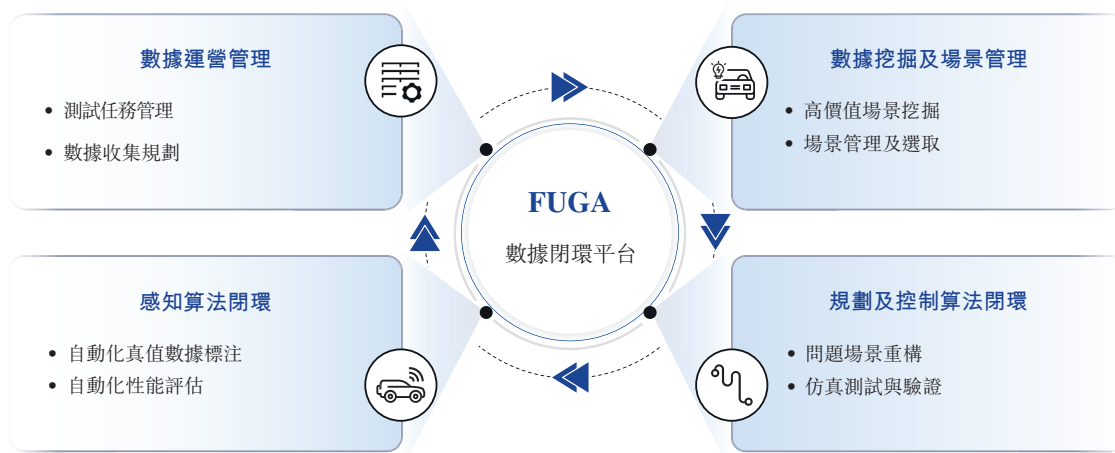 數據運營管理
• 測試任務管理
• 數據收集規劃
數據挖掘及場景管理
• 高價值場景挖掘
• 場景管理及選取
FUGA
數據閉環平台
感知算法閉環
• 自動化真值數據標注
• 自動化性能評估
規劃及控制算法閉環
• 問題場景重構
• 仿真測試與驗證